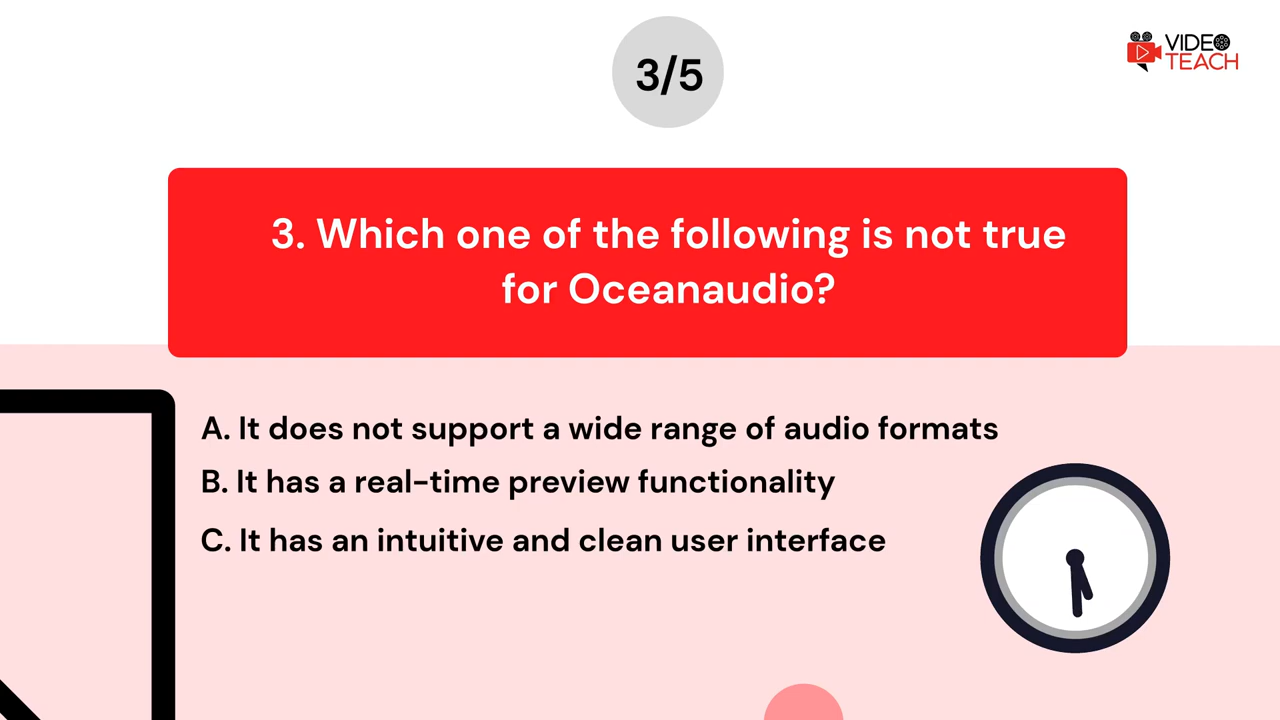 3/5
VIDEO
TEACH
3. Which one of the following is not true
for Oceanaudio?
A. It does not support a wide range of audio formats
B. It has a real-time preview functionality
C. It has an intuitive and clean user interface